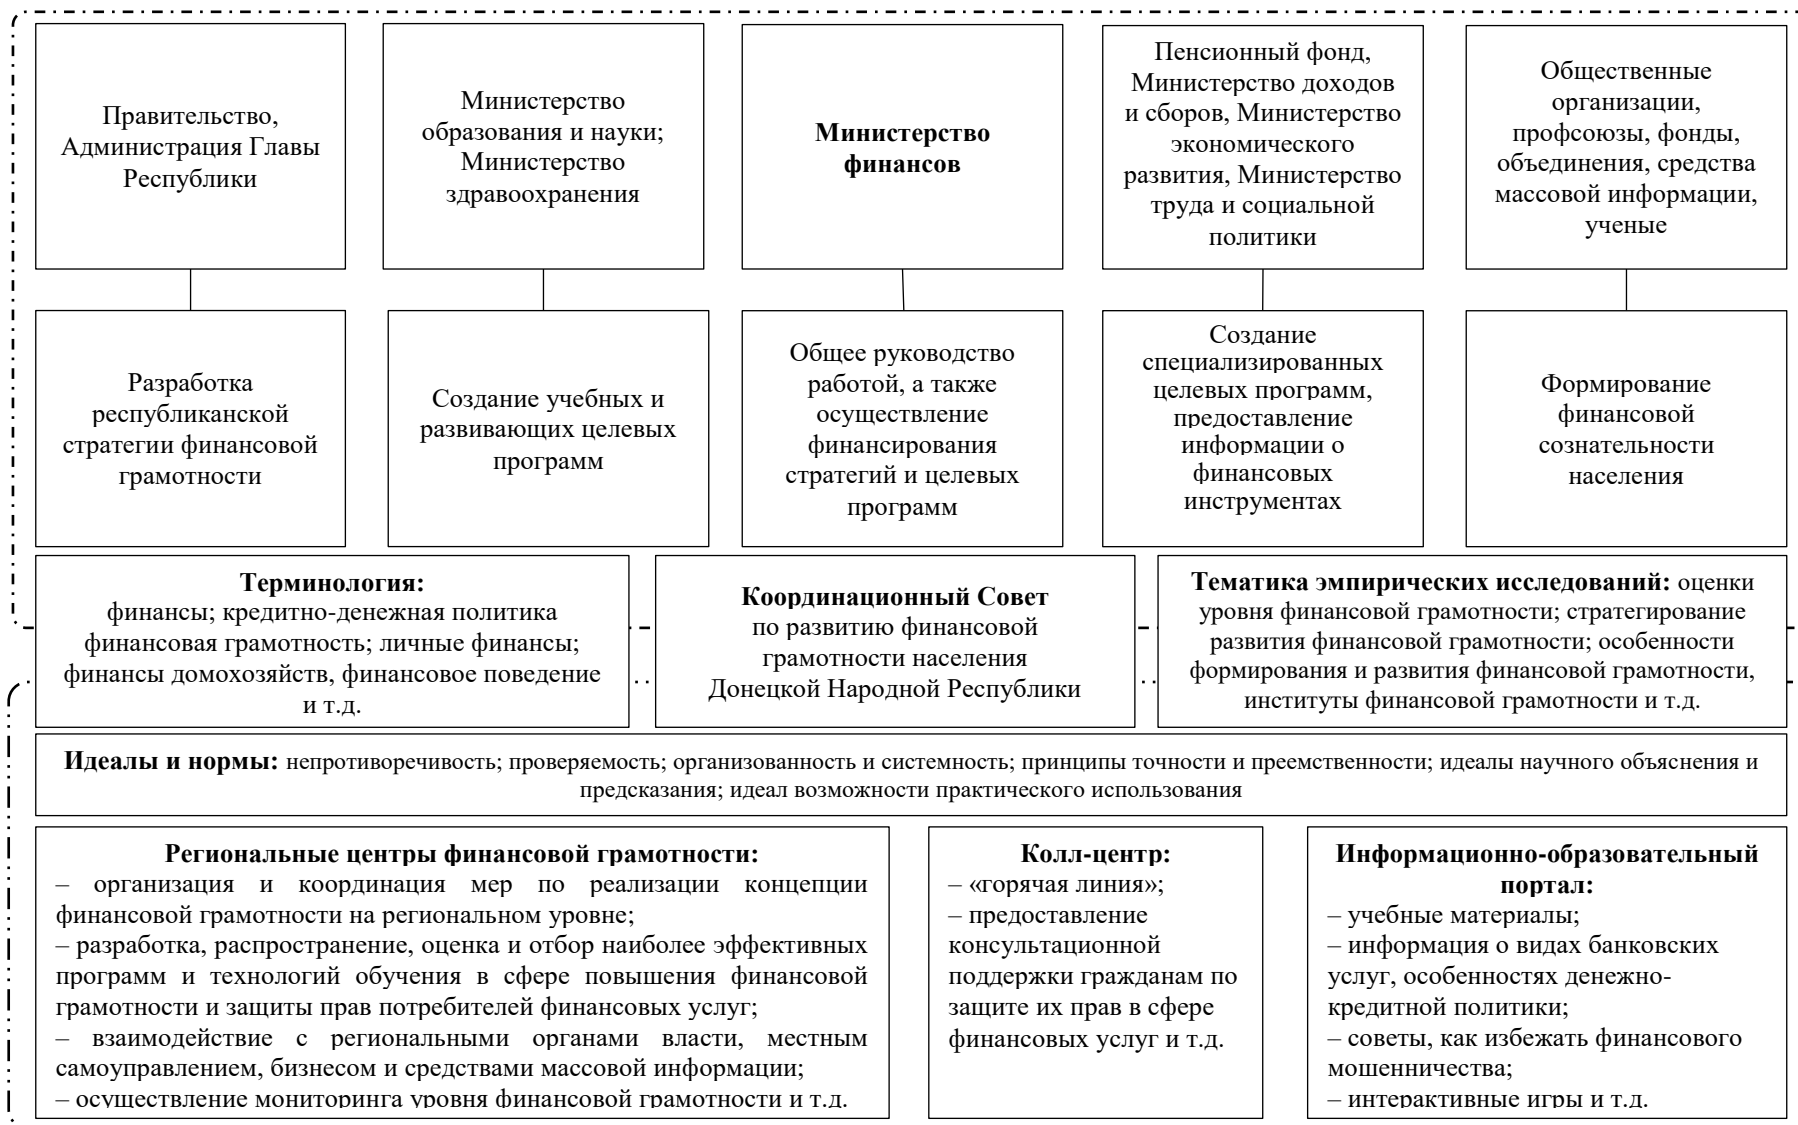 Правительство,
Администрация Главы
Республики
Министерство
образования и науки;
Министерство
здравоохранения
Министерство
финансов
Пенсионный фонд,
Министерство доходов
и сборов, Министерство
экономического
развития, Министерство
труда и социальной
политики
Общественные
организации,
профсоюзы, фонды,
объединения, средства
массовой информации,
ученые
Разработка
республиканской
стратегии финансовой
грамотности
Создание учебных и
развивающих целевых
программ
Общее руководство
работой, а также
осуществление
финансирования
стратегий и целевых
программ
Создание
специализированных
целевых программ,
предоставление
информации о
финансовых
инструментах
Формирование
финансовой
сознательности
населения
Терминология:
финансы; кредитно-денежная политика
финансовая грамотность; личные финансы;
финансы домохозяйств, финансовое поведение
и т.д.
Координационный Совет
по развитию финансовой
грамотности населения
Донецкой Народной Республики
Тематика эмпирических исследований: оценки
уровня финансовой грамотности; стратегирование
развития финансовой грамотности; особенности
формирования и развития финансовой грамотности,
институты финансовой грамотности и т.д.
Идеалы и нормы: непротиворечивость; проверяемость; организованность и системность; принципы точности и преемственности; идеалы научного объяснения и
предсказания; идеал возможности практического использования
Региональные центры финансовой грамотности:
– организация и координация мер по реализации концепции
финансовой грамотности на региональном уровне;
– разработка, распространение, оценка и отбор наиболее эффективных
программ и технологий обучения в сфере повышения финансовой
грамотности и защиты прав потребителей финансовых услуг;
– взаимодействие с региональными органами власти, местным
самоуправлением, бизнесом и средствами массовой информации;
– осуществление мониторинга уровня финансовой грамотности и т.д.
Колл-центр:
– «горячая линия»;
– предоставление
консультационной
поддержки гражданам по
защите их прав в сфере
финансовых услуг и т.д.
Информационно-образовательный
портал:
– учебные материалы;
– информация о видах банковских
услуг, особенностях денежно-
кредитной политики;
– советы, как избежать финансового
мошенничества;
– интерактивные игры и т.д.